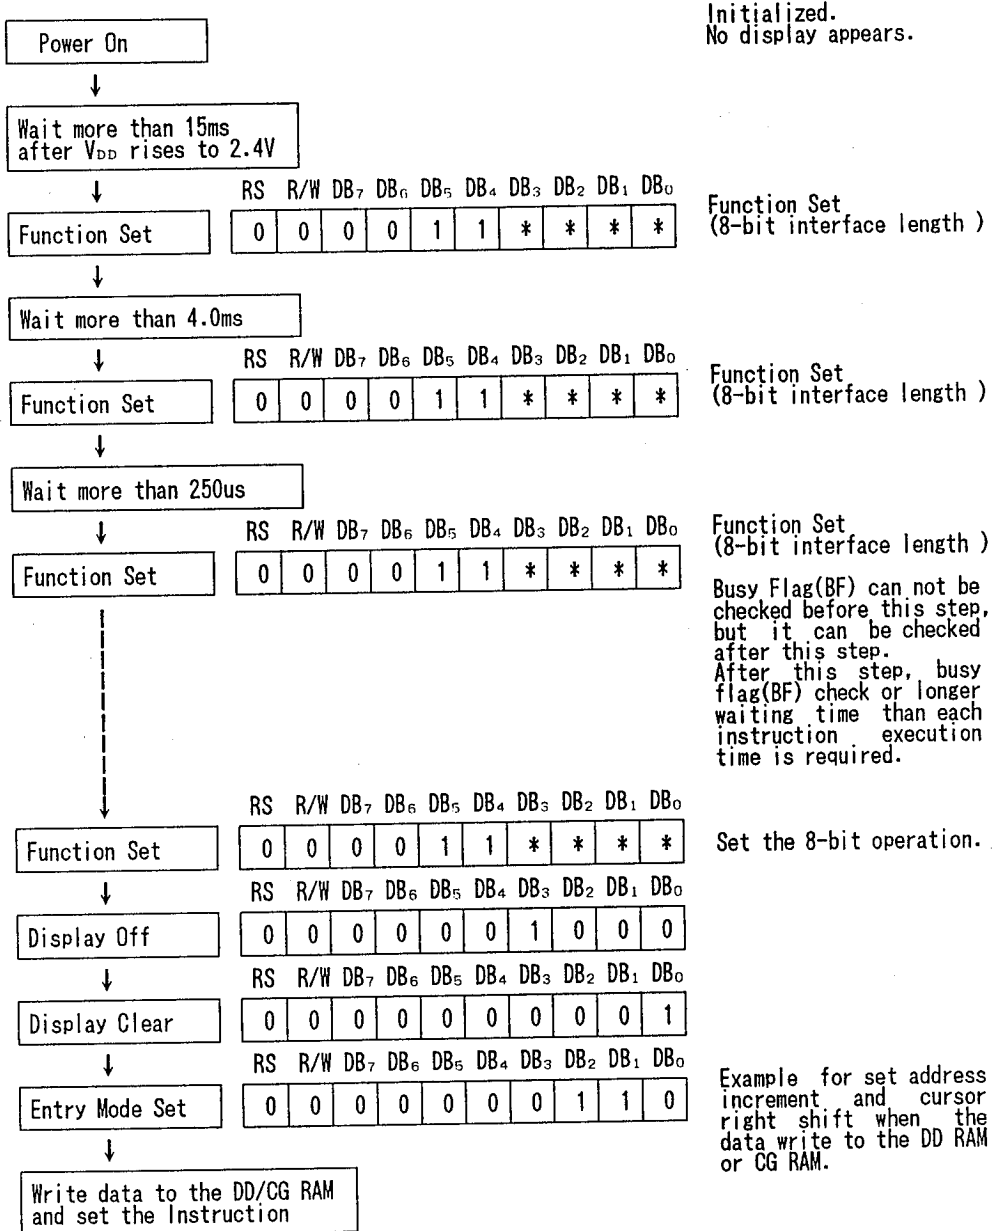 Initialized.
No display appears.
Power On
↓
Wait more than 15ms
after VDD rises to 2.4V
↓
RS R/W DB₇ DB₆ DB₅ DB₄ DB₃ DB₂ DB₁ DB₀
Function Set
0 0 0 0 1 1 * * * *
Function Set
(8-bit interface length )
↓
Wait more than 4.0ms
↓
RS R/W DB₇ DB₆ DB₅ DB₄ DB₃ DB₂ DB₁ DB₀
Function Set
0 0 0 0 1 1 * * * *
Function Set
(8-bit interface length )
↓
Wait more than 250us
↓
RS R/W DB₇ DB₆ DB₅ DB₄ DB₃ DB₂ DB₁ DB₀
Function Set
0 0 0 0 1 1 * * * *
Function Set
(8-bit interface length )
Busy Flag(BF) can not be
checked before this step,
but it can be checked
after this step.
After this step, busy
flag(BF) check or longer
waiting time than each
instruction execution
time is required.
RS R/W DB₇ DB₆ DB₅ DB₄ DB₃ DB₂ DB₁ DB₀
Function Set
0 0 0 0 1 1 * * * *
Set the 8-bit operation.
↓
RS R/W DB₇ DB₆ DB₅ DB₄ DB₃ DB₂ DB₁ DB₀
Display Off
0 0 0 0 0 0 1 0 0 0
↓
RS R/W DB₇ DB₆ DB₅ DB₄ DB₃ DB₂ DB₁ DB₀
Display Clear
0 0 0 0 0 0 0 0 0 1
↓
RS R/W DB₇ DB₆ DB₅ DB₄ DB₃ DB₂ DB₁ DB₀
Entry Mode Set
0 0 0 0 0 0 0 1 1 0
Example for set address
increment and cursor
right shift when the
data write to the DD RAM
or CG RAM.
↓
Write data to the DD/CG RAM
and set the Instruction